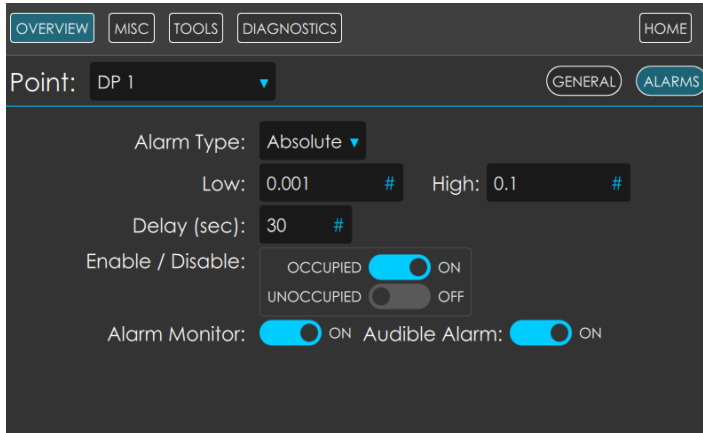 OVERVIEW MISC TOOLS DIAGNOSTICS HOME
Point: DP 1 GENERAL ALARMS
Alarm Type: Absolute
Low: 0.001 # High: 0.1 #
Delay (sec): 30 #
Enable / Disable: OCCUPIED ON
UNOCCUPIED OFF
Alarm Monitor: ON Audible Alarm: ON